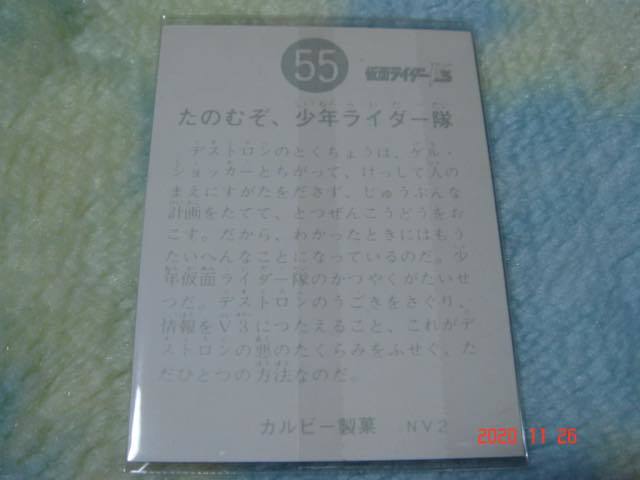 55
仮面ライダーV3
たのむぞ、少年ライダー隊
デストロンのとくちょうは、ゲル・
ショッカーとちがって、けっして人の
まえにすがたをださず、じゅうぶんな
計画をたてて、とつぜんこうどうをお
こす。だから、わかったときにはもう
たいへんなことになっているのだ。少
年仮面ライダー隊のかつやくがたいせ
つだ。デストロンのうごきをさぐり、
情報をV3につたえること、これがデ
ストロンの悪のたくらみをふせぐ、た
だひとつの方法なのだ。
カルビー製菓 NV2
2020 11 26